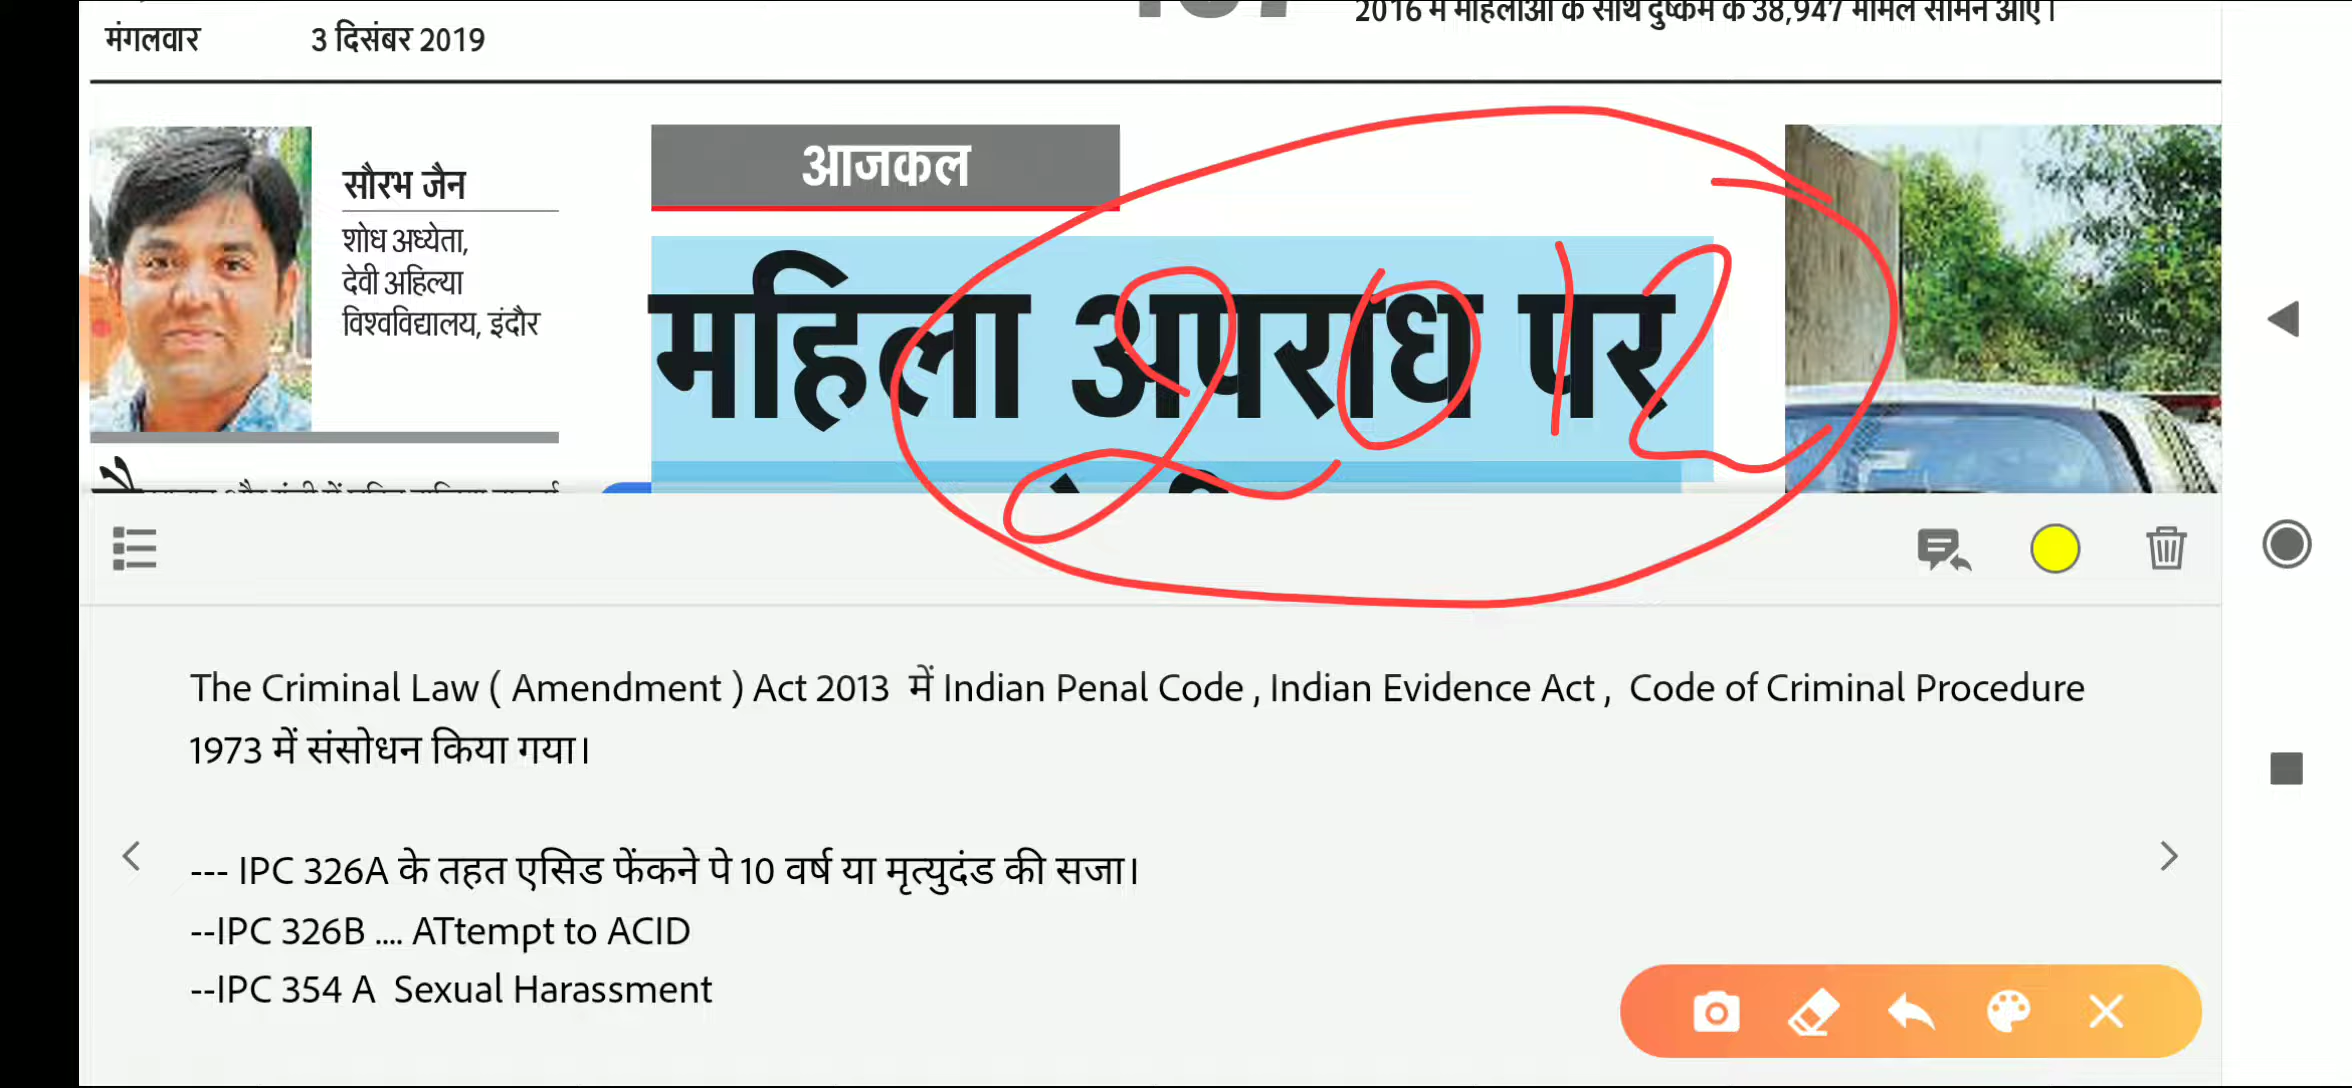 2016 में महिलाओं के साथ दुष्कर्म के 38,947 मामले सामने आए।
मंगलवार 3 दिसंबर 2019
आजकल
सौरभ जैन
शोध अध्येता,
देवी अहिल्या
विश्वविद्यालय, इंदौर
महिला अपराध पर
2012
The Criminal Law ( Amendment ) Act 2013 में Indian Penal Code , Indian Evidence Act , Code of Criminal Procedure
1973 में संसोधन किया गया।
--- IPC 326A के तहत एसिड फेंकने पे 10 वर्ष या मृत्युदंड की सजा।
--IPC 326B .... ATtempt to ACID
--IPC 354 A Sexual Harassment